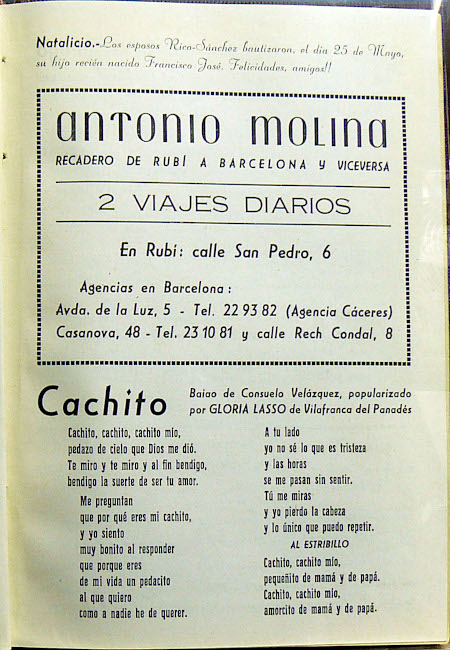 Natalicio.-Los esposos Rico-Sánchez bautizaron, el día 25 de Mayo,
su hijo recién nacido Francisco José. Felicidades, amigos!!
ANTONIO MOLINA
RECADERO DE RUBÍ A BARCELONA Y VICEVERSA
2 VIAJES DIARIOS
En Rubí: calle San Pedro, 6
Agencias en Barcelona:
Avda. de la Luz, 5 - Tel. 22 93 82 (Agencia Cáceres)
Casanova, 48 - Tel. 23 10 81 y calle Rech Condal, 8
Cachito
Baiao de Consuelo Velázquez, popularizado
por GLORIA LASSO de Vilafranca del Panadés
Cachito, cachito, cachito mío,
pedazo de cielo que Dios me dió.
Te miro y te miro y al fin bendigo,
bendigo la suerte de ser tu amor.
Me preguntan
que por qué eres mi cachito,
y yo siento
muy bonito al responder
que porque eres
de mi vida un pedacito
al que quiero
como a nadie he de querer.
A tu lado
yo no sé lo que es tristeza
y las horas
se me pasan sin sentir.
Tú me miras
y yo pierdo la cabeza
y lo único que puedo repetir.
AL ESTRIBILLO
Cachito, cachito mío,
pequeñito de mamá y de papá.
Cachito, cachito mío,
amorcito de mamá y de papá.